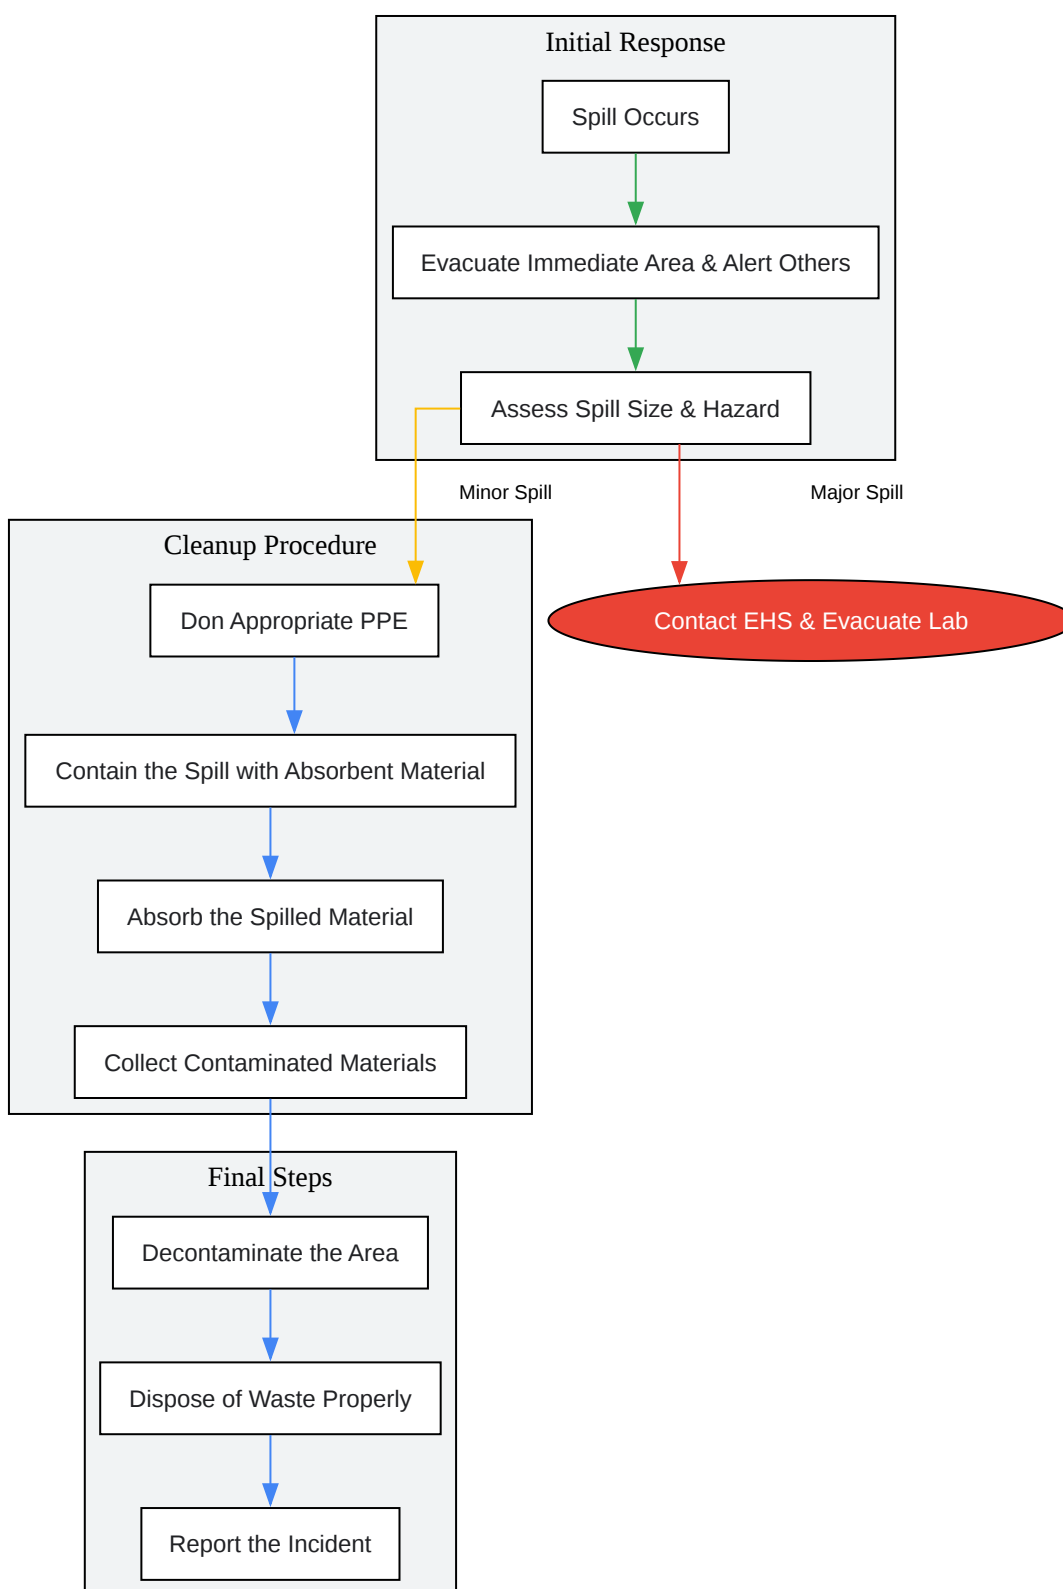 Initial Response
Spill Occurs
Evacuate Immediate Area & Alert Others
Assess Spill Size & Hazard
Minor Spill
Major Spill
Cleanup Procedure
Don Appropriate PPE
Contact EHS & Evacuate Lab
Contain the Spill with Absorbent Material
Absorb the Spilled Material
Collect Contaminated Materials
Final Steps
Decontaminate the Area
Dispose of Waste Properly
Report the Incident